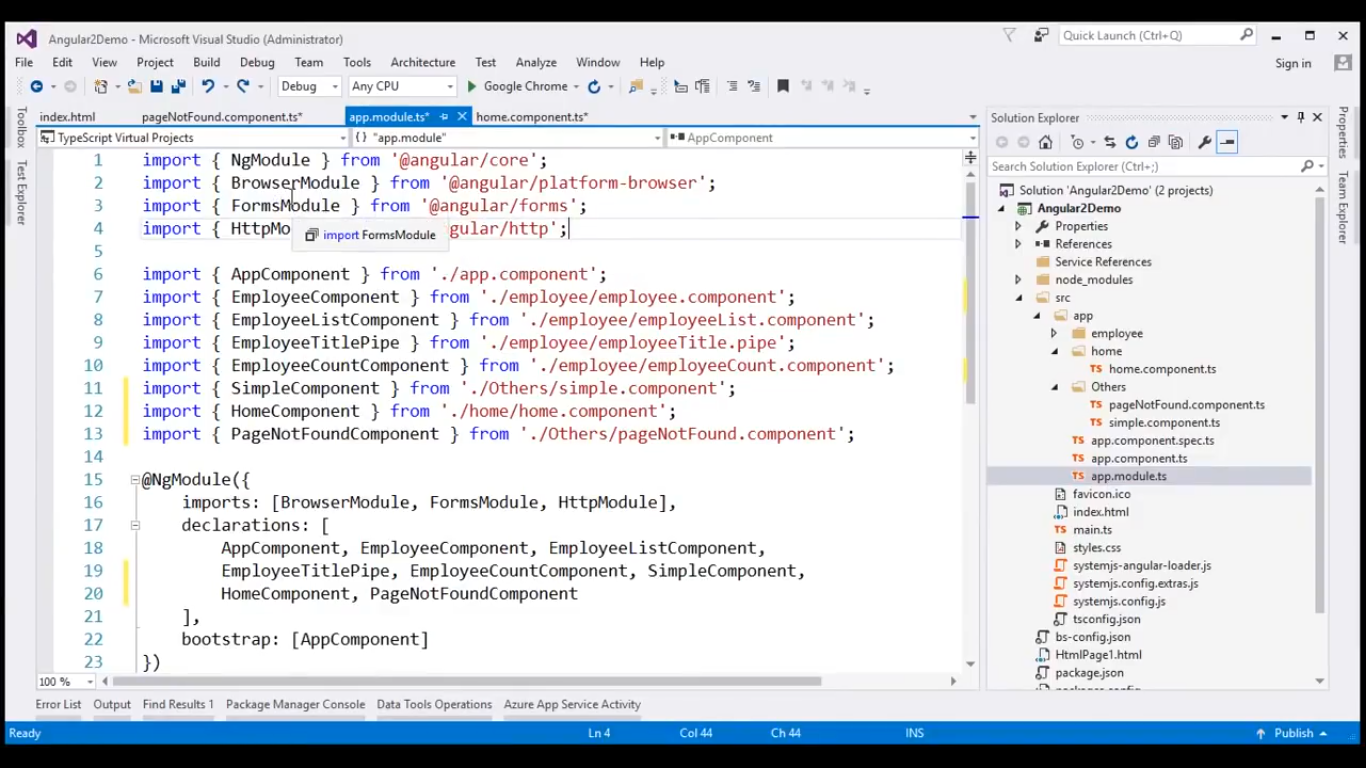 Angular2Demo - Microsoft Visual Studio (Administrator)
Quick Launch (Ctrl+Q)
File Edit View Project Build Debug Team Tools Architecture Test Analyze Window Help
Sign in
Debug Any CPU Google Chrome
Toolbox
Test Explorer
index.html pageNotFound.component.ts* app.module.ts* home.component.ts*
TypeScript Virtual Projects {} "app.module" AppComponent
1 import { NgModule } from '@angular/core';
2 import { BrowserModule } from '@angular/platform-browser';
3 import { FormsModule } from '@angular/forms';
4 import { HttpMo gular/http';
import FormsModule
5
6 import { AppComponent } from './app.component';
7 import { EmployeeComponent } from './employee/employee.component';
8 import { EmployeeListComponent } from './employee/employeeList.component';
9 import { EmployeeTitlePipe } from './employee/employeeTitle.pipe';
10 import { EmployeeCountComponent } from './employee/employeeCount.component';
11 import { SimpleComponent } from './Others/simple.component';
12 import { HomeComponent } from './home/home.component';
13 import { PageNotFoundComponent } from './Others/pageNotFound.component';
14
15 @NgModule({
16 imports: [BrowserModule, FormsModule, HttpModule],
17 declarations: [
18 AppComponent, EmployeeComponent, EmployeeListComponent,
19 EmployeeTitlePipe, EmployeeCountComponent, SimpleComponent,
20 HomeComponent, PageNotFoundComponent
21 ],
22 bootstrap: [AppComponent]
23 })
100 %
Solution Explorer
Search Solution Explorer (Ctrl+;)
Solution 'Angular2Demo' (2 projects)
Angular2Demo
Properties
References
Service References
node_modules
src
app
employee
home
TS home.component.ts
Others
TS pageNotFound.component.ts
TS simple.component.ts
TS app.component.spec.ts
TS app.component.ts
TS app.module.ts
favicon.ico
index.html
TS main.ts
styles.css
systemjs-angular-loader.js
systemjs.config.extras.js
systemjs.config.js
tsconfig.json
bs-config.json
HtmlPage1.html
package.json
Properties
Team Explorer
Error List Output Find Results 1 Package Manager Console Data Tools Operations Azure App Service Activity
Ready Ln 4 Col 44 Ch 44 INS Publish